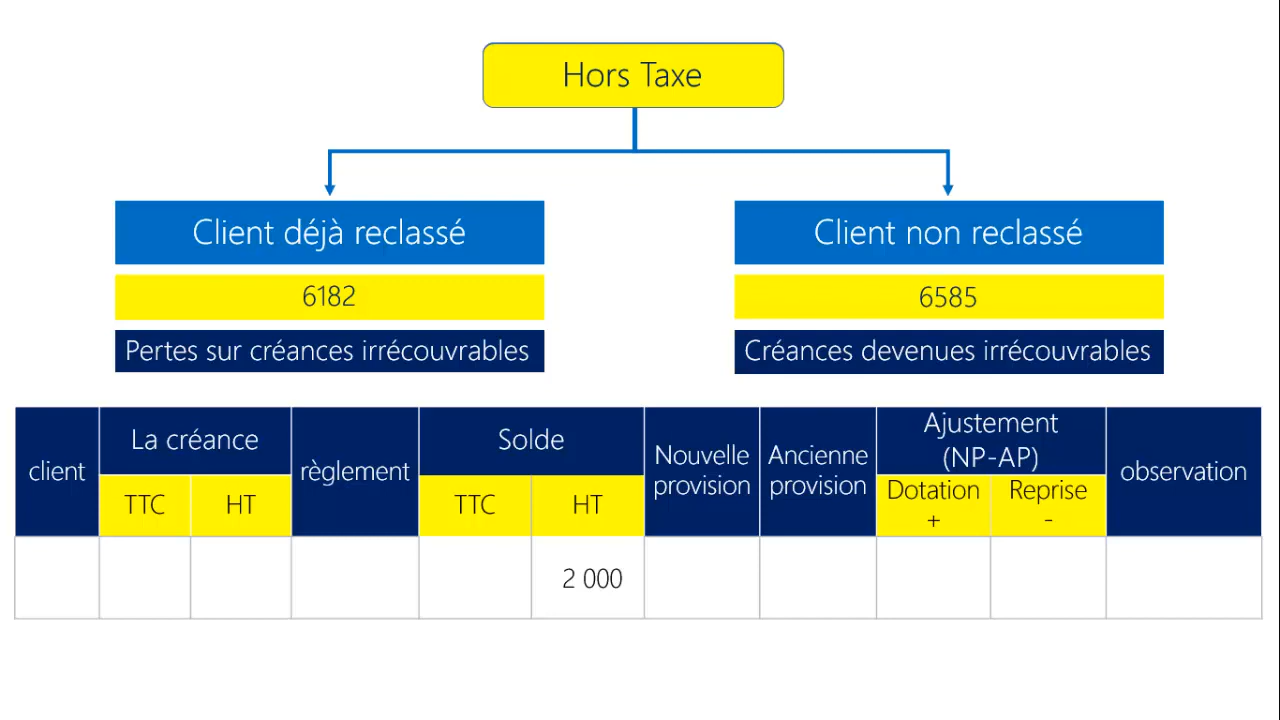 Hors Taxe
Client déjà reclassé
6182
Pertes sur créances irrécouvrables
Client non reclassé
6585
Créances devenues irrécouvrables
client
La créance
TTC
HT
règlement
Solde
TTC
HT
Nouvelle
provision
Ancienne
provision
Ajustement
(NP-AP)
Dotation
+
Reprise
-
observation
2 000